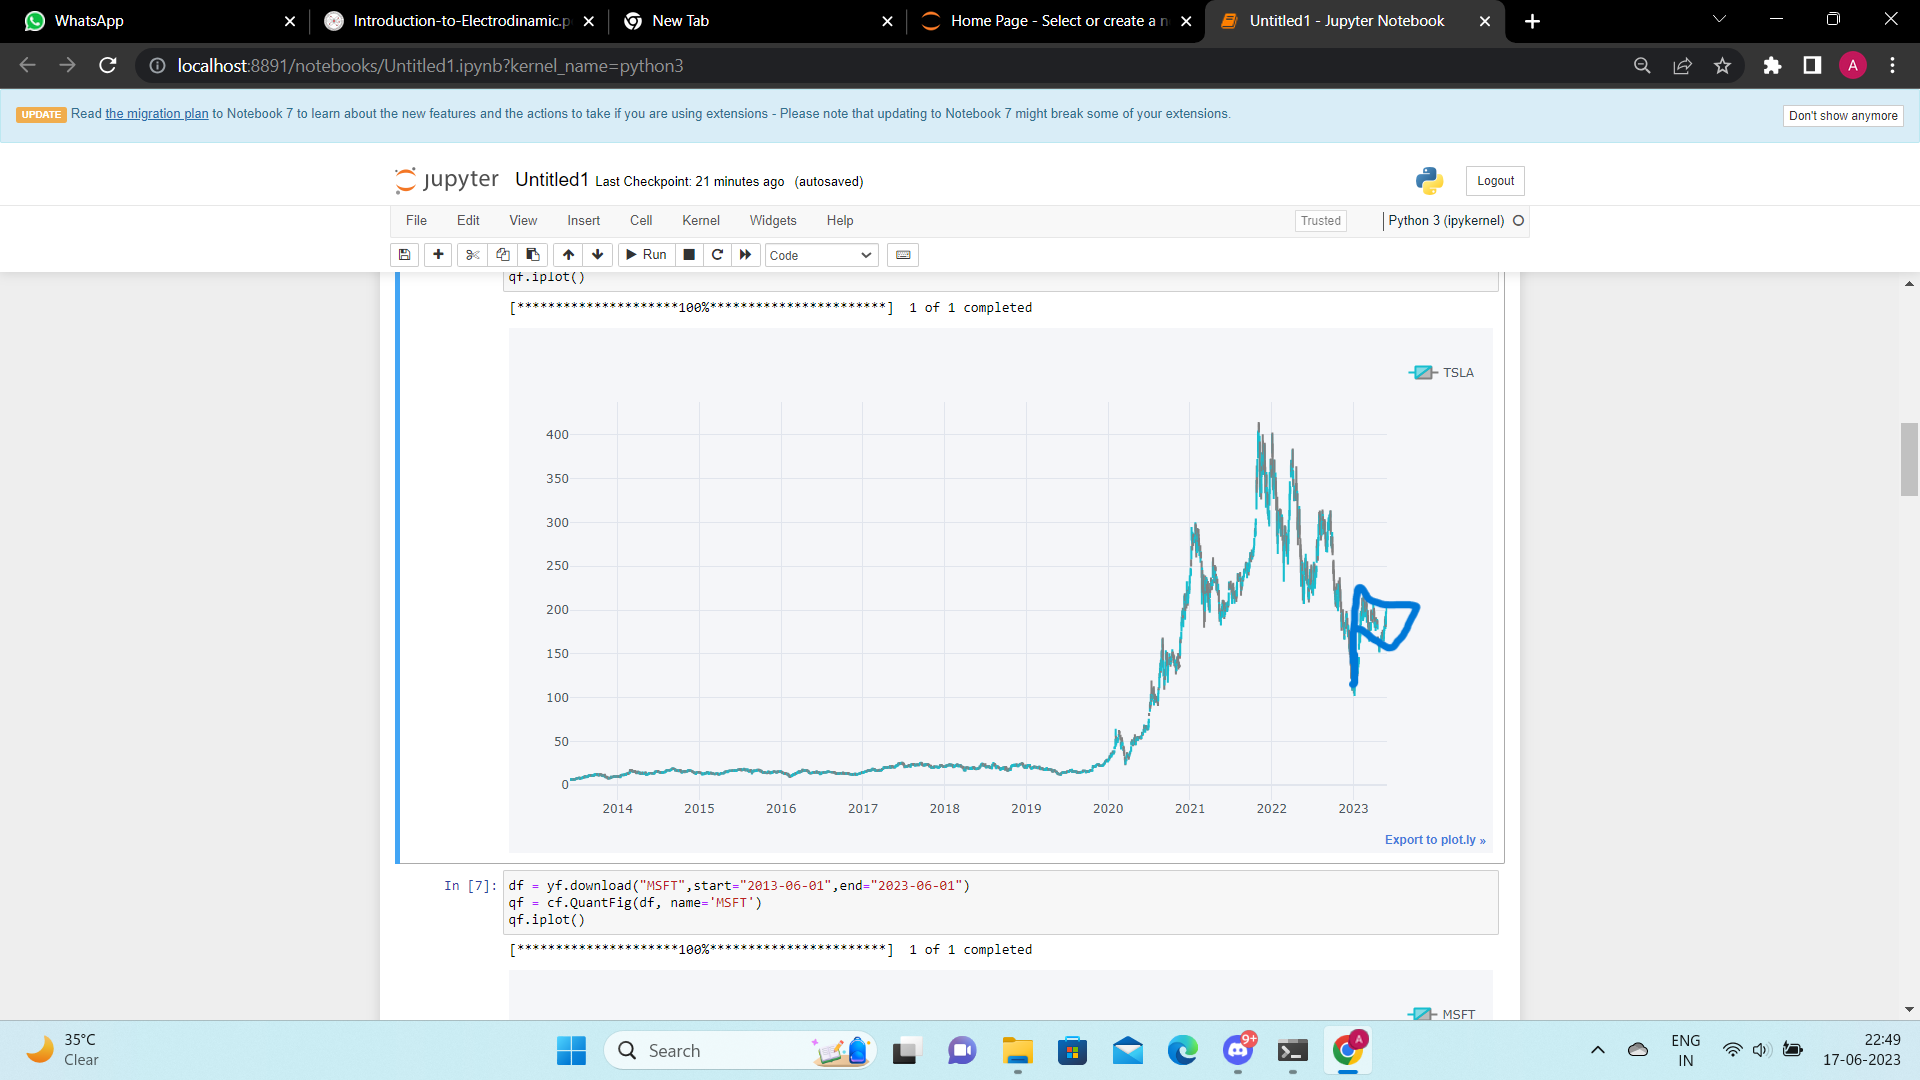 WhatsApp
Introduction-to-Electrodinamic.p
New Tab
Home Page - Select or create a n
Untitled1 - Jupyter Notebook
localhost:8891/notebooks/Untitled1.ipynb?kernel_name=python3
A
UPDATE Read the migration plan to Notebook 7 to learn about the new features and the actions to take if you are using extensions - Please note that updating to Notebook 7 might break some of your extensions.
Don't show anymore
jupyter Untitled1 Last Checkpoint: 21 minutes ago (autosaved)
Logout
File Edit View Insert Cell Kernel Widgets Help
Trusted
Python 3 (ipykernel)
Run
Code
qf.iplot()
[*********************100%***********************]  1 of 1 completed
TSLA
400
350
300
250
200
150
100
50
0
2014 2015 2016 2017 2018 2019 2020 2021 2022 2023
Export to plot.ly »
In [7]: df = yf.download("MSFT",start="2013-06-01",end="2023-06-01")
qf = cf.QuantFig(df, name='MSFT')
qf.iplot()
[*********************100%***********************]  1 of 1 completed
MSFT
35°C
Clear
Search
9+
A
ENG
IN
22:49
17-06-2023